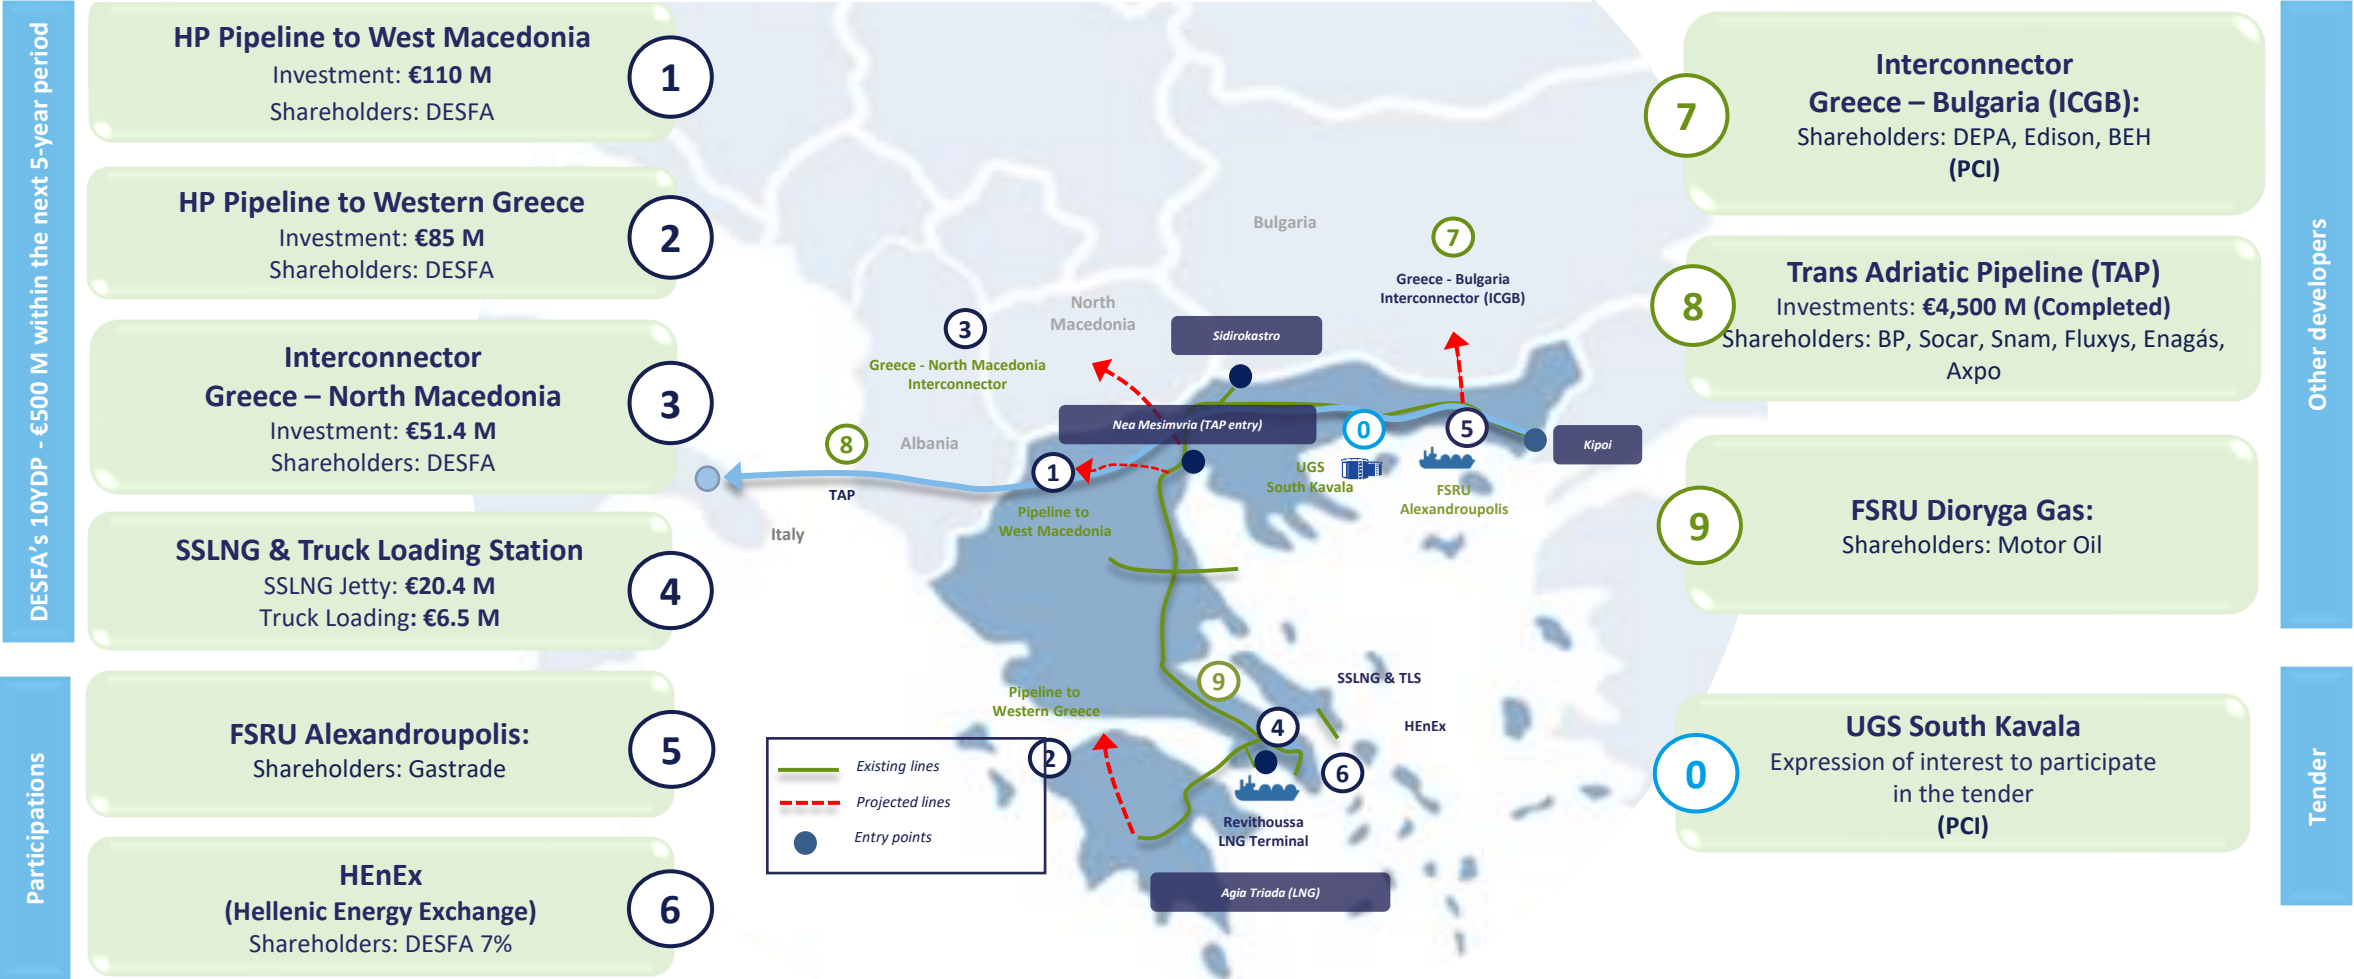 DESFA's 10YDP - €500 M within the next 5-year period
HP Pipeline to West Macedonia
Investment: €110 M
Shareholders: DESFA
1
HP Pipeline to Western Greece
Investment: €85 M
Shareholders: DESFA
2
Interconnector
Greece – North Macedonia
Investment: €51.4 M
Shareholders: DESFA
3
SSLNG & Truck Loading Station
SSLNG Jetty: €20.4 M
Truck Loading: €6.5 M
4
Participations
FSRU Alexandroupolis:
Shareholders: Gastrade
5
HEnEx
(Hellenic Energy Exchange)
Shareholders: DESFA 7%
6
Bulgaria
7
Greece - Bulgaria
Interconnector (ICGB)
North
Macedonia
3
Greece - North Macedonia
Interconnector
Sidirokastro
Nea Mesimvria (TAP entry)
0
5
Kipoi
8
Albania
TAP
Italy
1
Pipeline to
West Macedonia
UGS
South Kavala
FSRU
Alexandroupolis
9
SSLNG & TLS
Pipeline to
Western Greece
4
HEnEx
2
6
Existing lines
Projected lines
Entry points
Revithoussa
LNG Terminal
Agia Triada (LNG)
Other developers
7
Interconnector
Greece – Bulgaria (ICGB):
Shareholders: DEPA, Edison, BEH
(PCI)
8
Trans Adriatic Pipeline (TAP)
Investments: €4,500 M (Completed)
Shareholders: BP, Socar, Snam, Fluxys, Enagás,
Axpo
9
FSRU Dioryga Gas:
Shareholders: Motor Oil
Tender
0
UGS South Kavala
Expression of interest to participate
in the tender
(PCI)